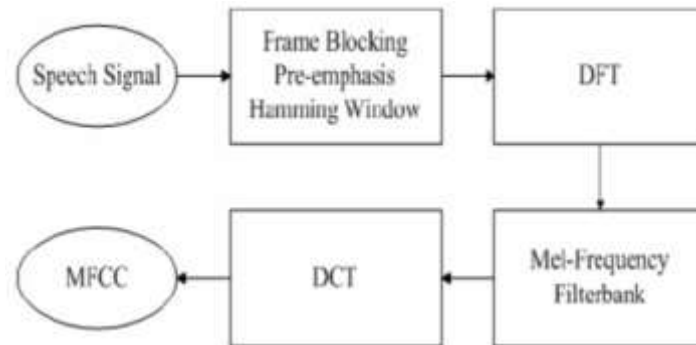 Speech Signal
Frame Blocking
Pre-emphasis
Hamming Window
DFT
Mel-Frequency
Filterbank
DCT
MFCC